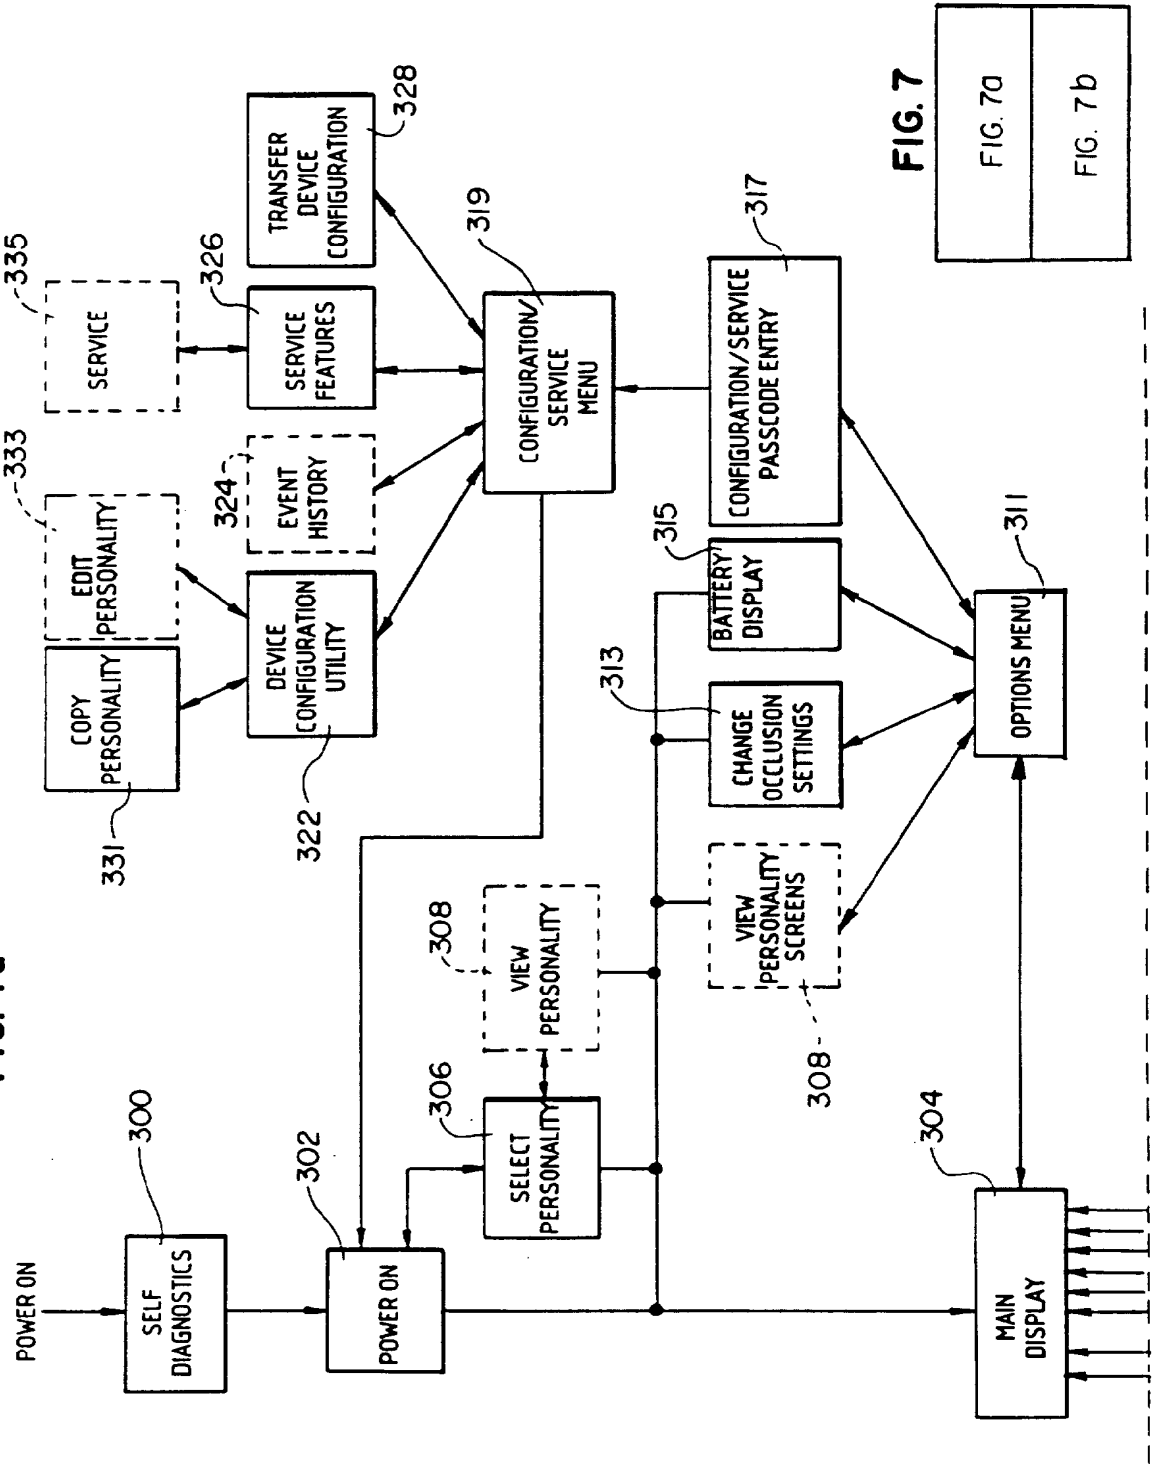 POWER ON
300
SELF
DIAGNOSTICS
302
POWER ON
306
SELECT
PERSONALITY
308
VIEW
PERSONALITY
304
MAIN
DISPLAY
331
COPY
PERSONALITY
333
EDIT
PERSONALITY
335
SERVICE
322
DEVICE
CONFIGURATION
UTILITY
324
EVENT
HISTORY
326
SERVICE
FEATURES
328
TRANSFER
DEVICE
CONFIGURATION
319
CONFIGURATION/
SERVICE
MENU
308
VIEW
PERSONALITY
SCREENS
313
CHANGE
OCCLUSION
SETTINGS
315
BATTERY
DISPLAY
317
CONFIGURATION/SERVICE
PASSCODE ENTRY
311
OPTIONS MENU
FIG. 7
FIG. 7a
FIG. 7b